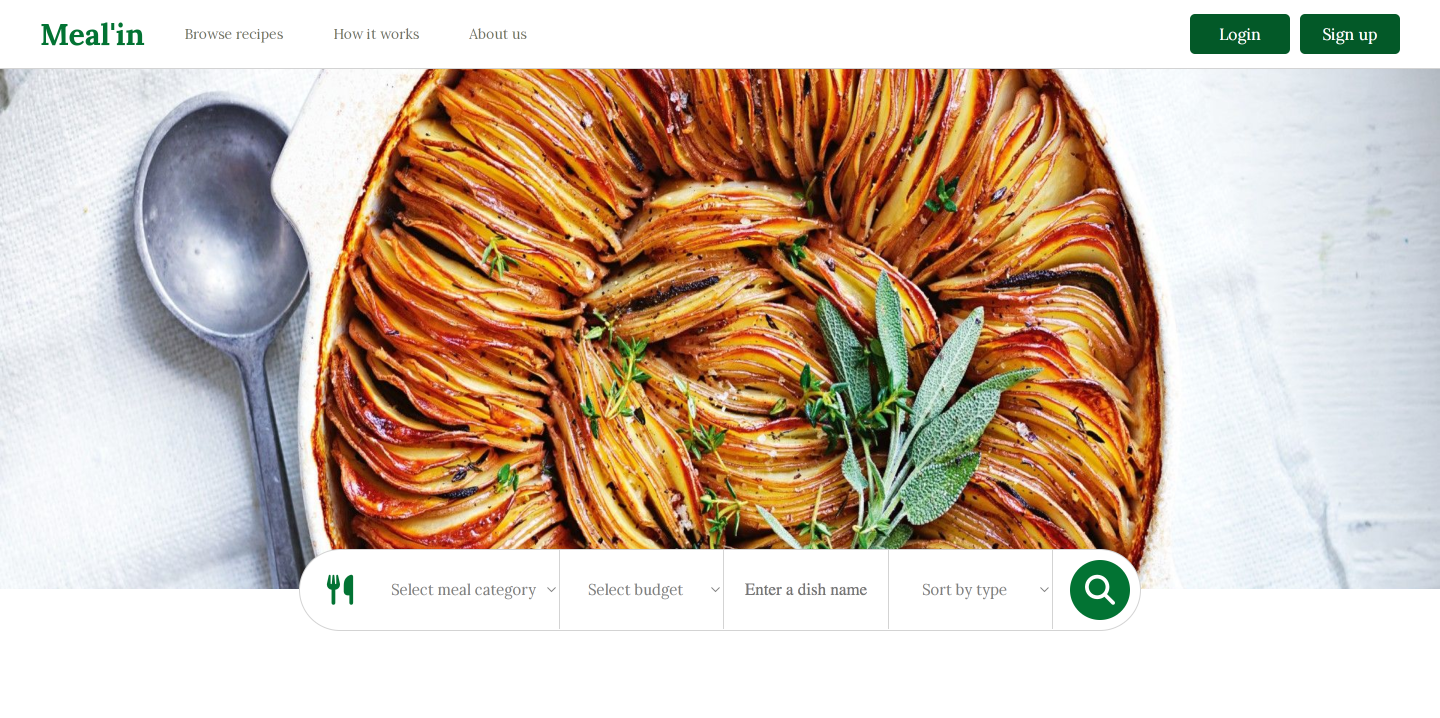 Meal'in
Browse recipes
How it works
About us
Login
Sign up
Select meal category
Select budget
Enter a dish name
Sort by type